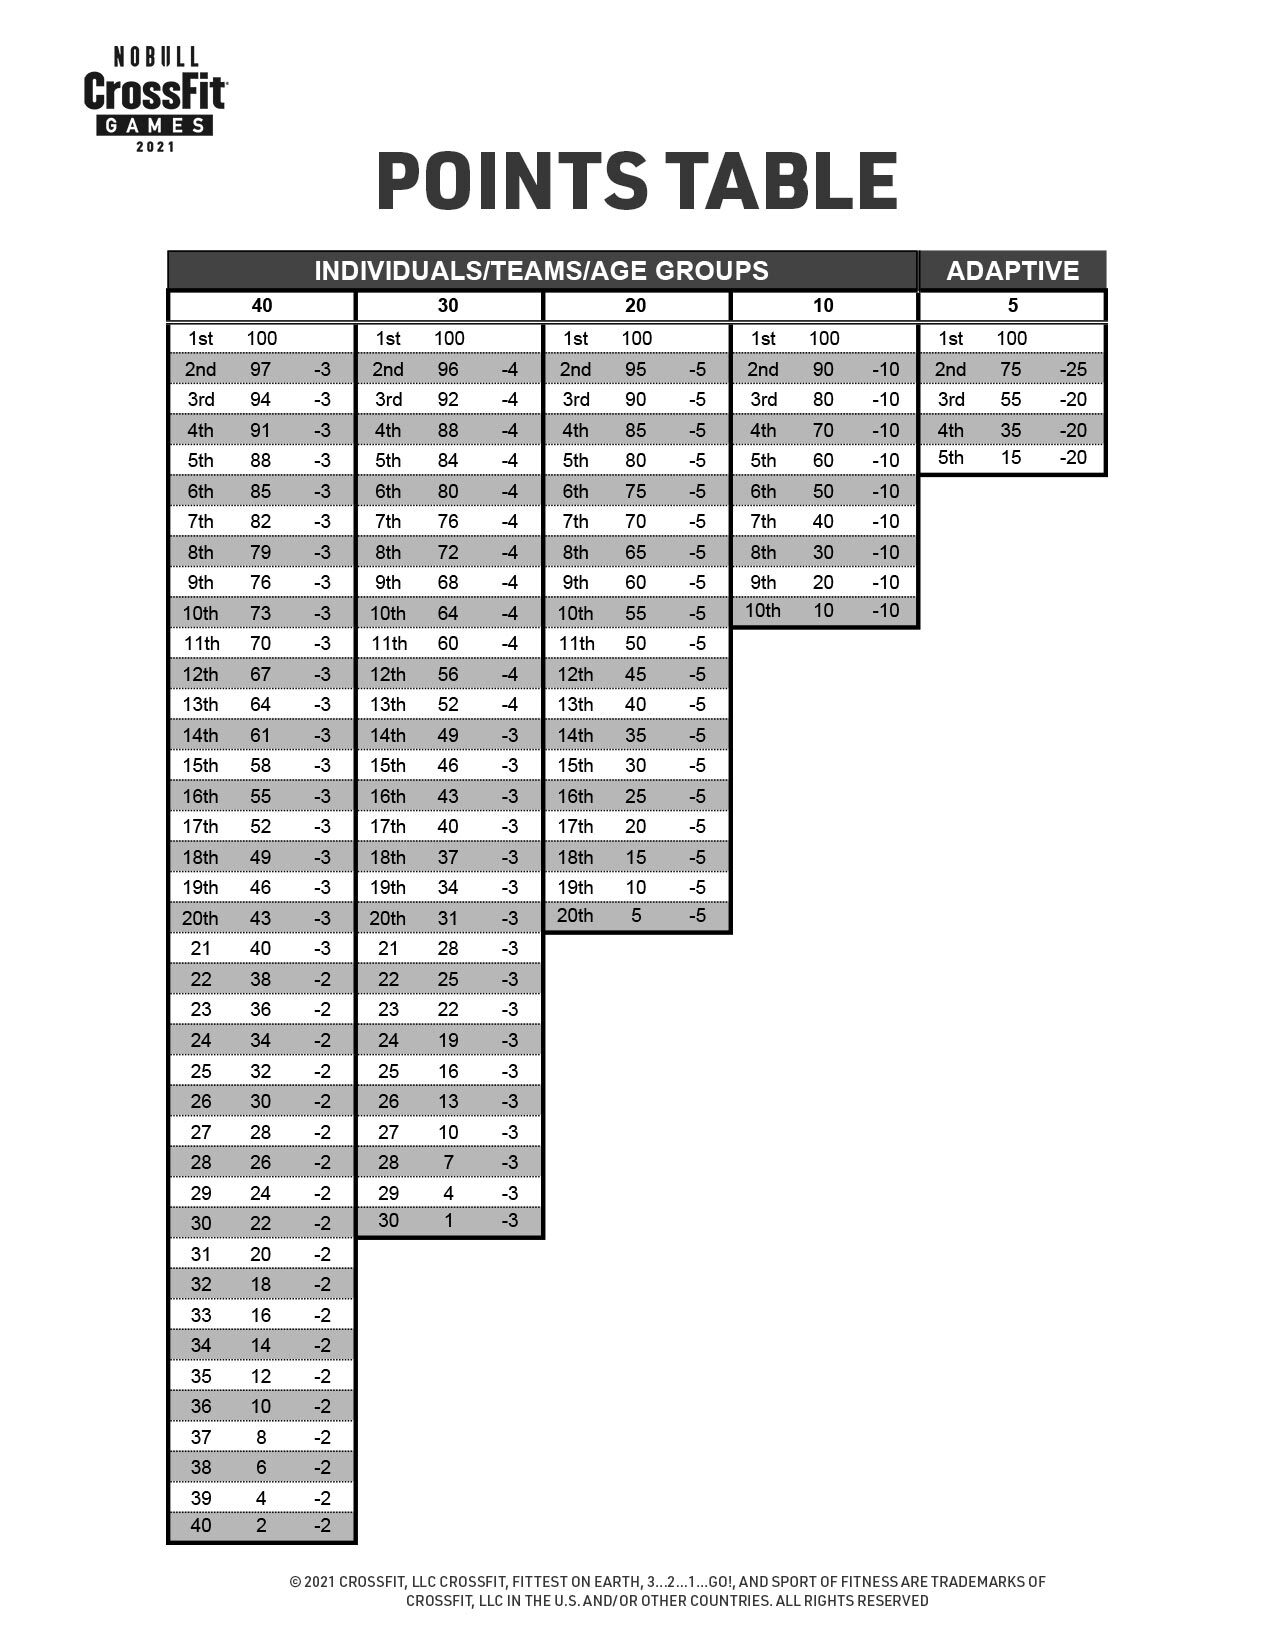 NOBULL
CrossFit
GAMES
2021
POINTS TABLE
INDIVIDUALS/TEAMS/AGE GROUPS ADAPTIVE
40 30 20 10 5
1st 100 1st 100 1st 100 1st 100 1st 100
2nd 97 -3 2nd 96 -4 2nd 95 -5 2nd 90 -10 2nd 75 -25
3rd 94 -3 3rd 92 -4 3rd 90 -5 3rd 80 -10 3rd 55 -20
4th 91 -3 4th 88 -4 4th 85 -5 4th 70 -10 4th 35 -20
5th 88 -3 5th 84 -4 5th 80 -5 5th 60 -10 5th 15 -20
6th 85 -3 6th 80 -4 6th 75 -5 6th 50 -10
7th 82 -3 7th 76 -4 7th 70 -5 7th 40 -10
8th 79 -3 8th 72 -4 8th 65 -5 8th 30 -10
9th 76 -3 9th 68 -4 9th 60 -5 9th 20 -10
10th 73 -3 10th 64 -4 10th 55 -5 10th 10 -10
11th 70 -3 11th 60 -4 11th 50 -5
12th 67 -3 12th 56 -4 12th 45 -5
13th 64 -3 13th 52 -4 13th 40 -5
14th 61 -3 14th 49 -3 14th 35 -5
15th 58 -3 15th 46 -3 15th 30 -5
16th 55 -3 16th 43 -3 16th 25 -5
17th 52 -3 17th 40 -3 17th 20 -5
18th 49 -3 18th 37 -3 18th 15 -5
19th 46 -3 19th 34 -3 19th 10 -5
20th 43 -3 20th 31 -3 20th 5 -5
21 40 -3 21 28 -3
22 38 -2 22 25 -3
23 36 -2 23 22 -3
24 34 -2 24 19 -3
25 32 -2 25 16 -3
26 30 -2 26 13 -3
27 28 -2 27 10 -3
28 26 -2 28 7 -3
29 24 -2 29 4 -3
30 22 -2 30 1 -3
31 20 -2
32 18 -2
33 16 -2
34 14 -2
35 12 -2
36 10 -2
37 8 -2
38 6 -2
39 4 -2
40 2 -2
© 2021 CROSSFIT, LLC CROSSFIT, FITTEST ON EARTH, 3...2...1...GO!, AND SPORT OF FITNESS ARE TRADEMARKS OF
CROSSFIT, LLC IN THE U.S. AND/OR OTHER COUNTRIES. ALL RIGHTS RESERVED